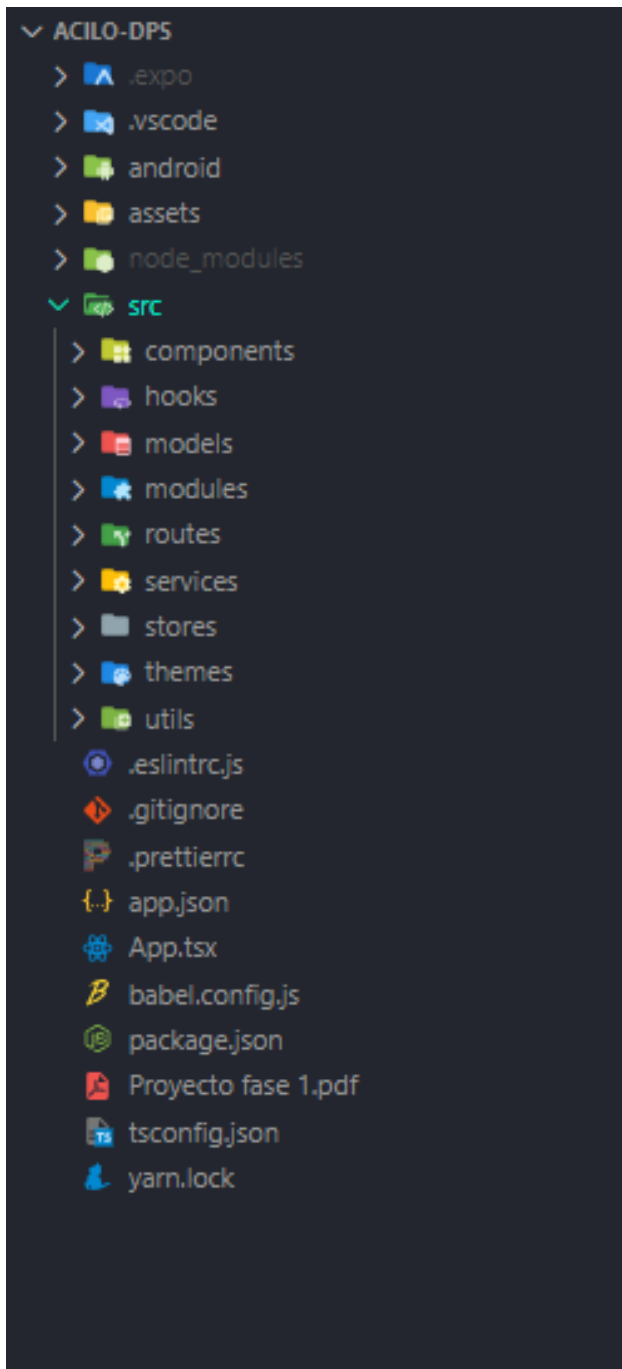 ACILO-DPS
.expo
.vscode
android
assets
node_modules
src
components
hooks
models
modules
routes
services
stores
themes
utils
.eslintrc.js
.gitignore
.prettierrc
app.json
App.tsx
babel.config.js
package.json
Proyecto fase 1.pdf
tsconfig.json
yarn.lock